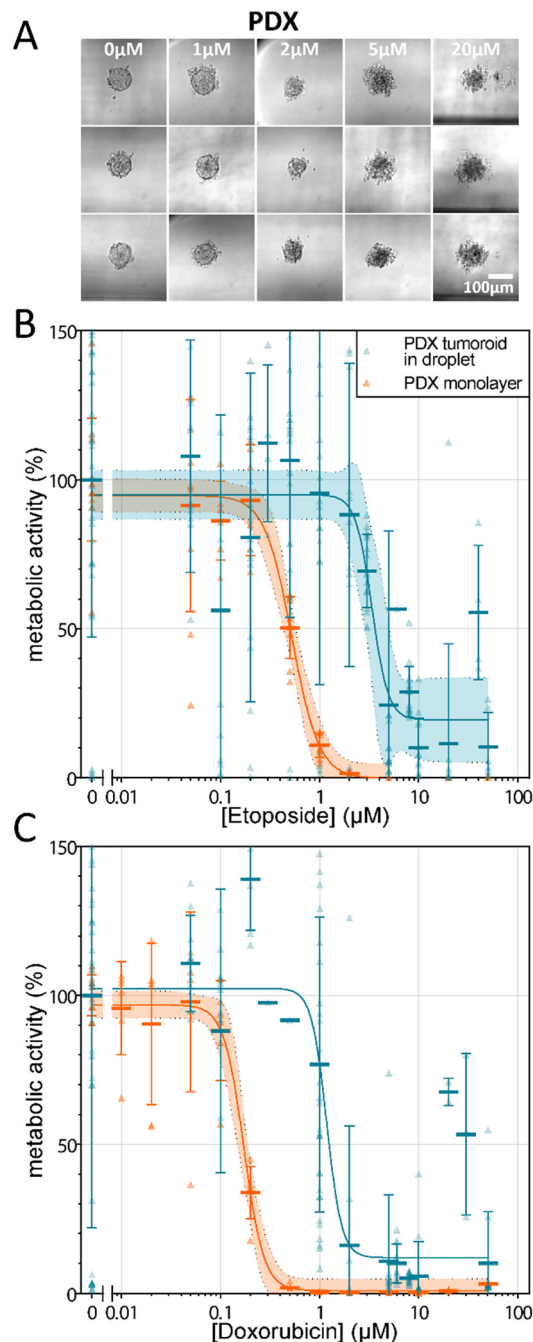 A
PDX
0µM 1µM 2µM 5µM 20µM
100µm
B
150
PDX tumoroid
in droplet
PDX monolayer
100
metabolic activity (%)
50
0
0 0.01 0.1 1 10 100
[Etoposide] (µM)
C
150
100
metabolic activity (%)
50
0
0 0.01 0.1 1 10 100
[Doxorubicin] (µM)